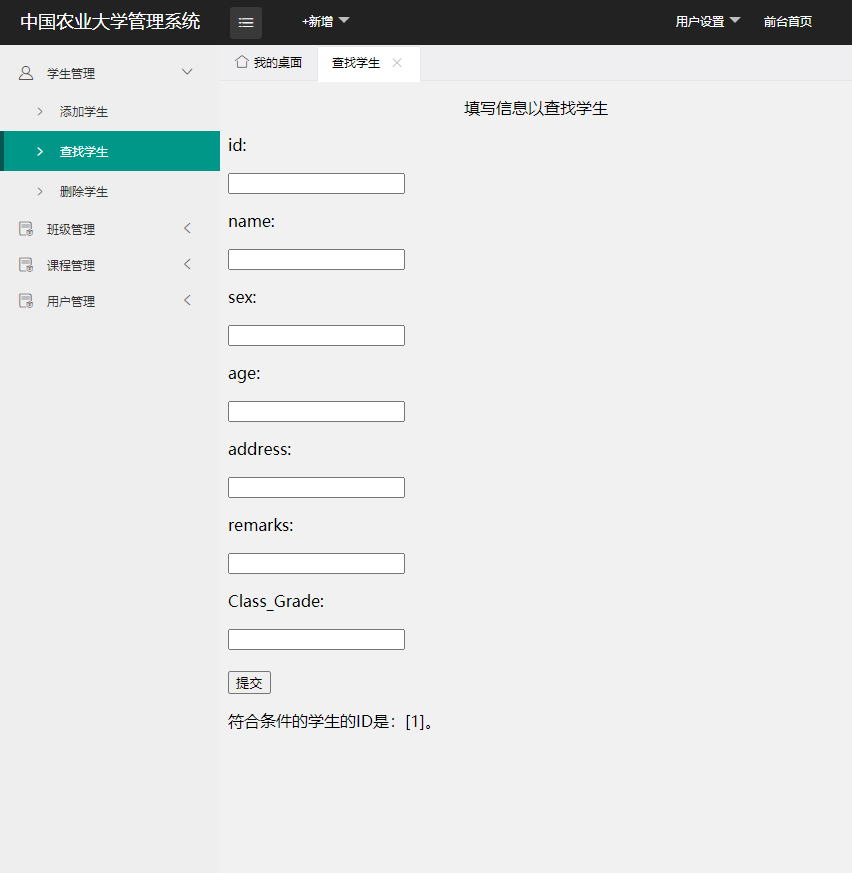 中国农业大学管理系统
+新增
用户设置
前台首页
学生管理
添加学生
查找学生
删除学生
班级管理
课程管理
用户管理
我的桌面
查找学生
填写信息以查找学生
id:
name:
sex:
age:
address:
remarks:
Class_Grade:
提交
符合条件的学生的ID是：[1]。